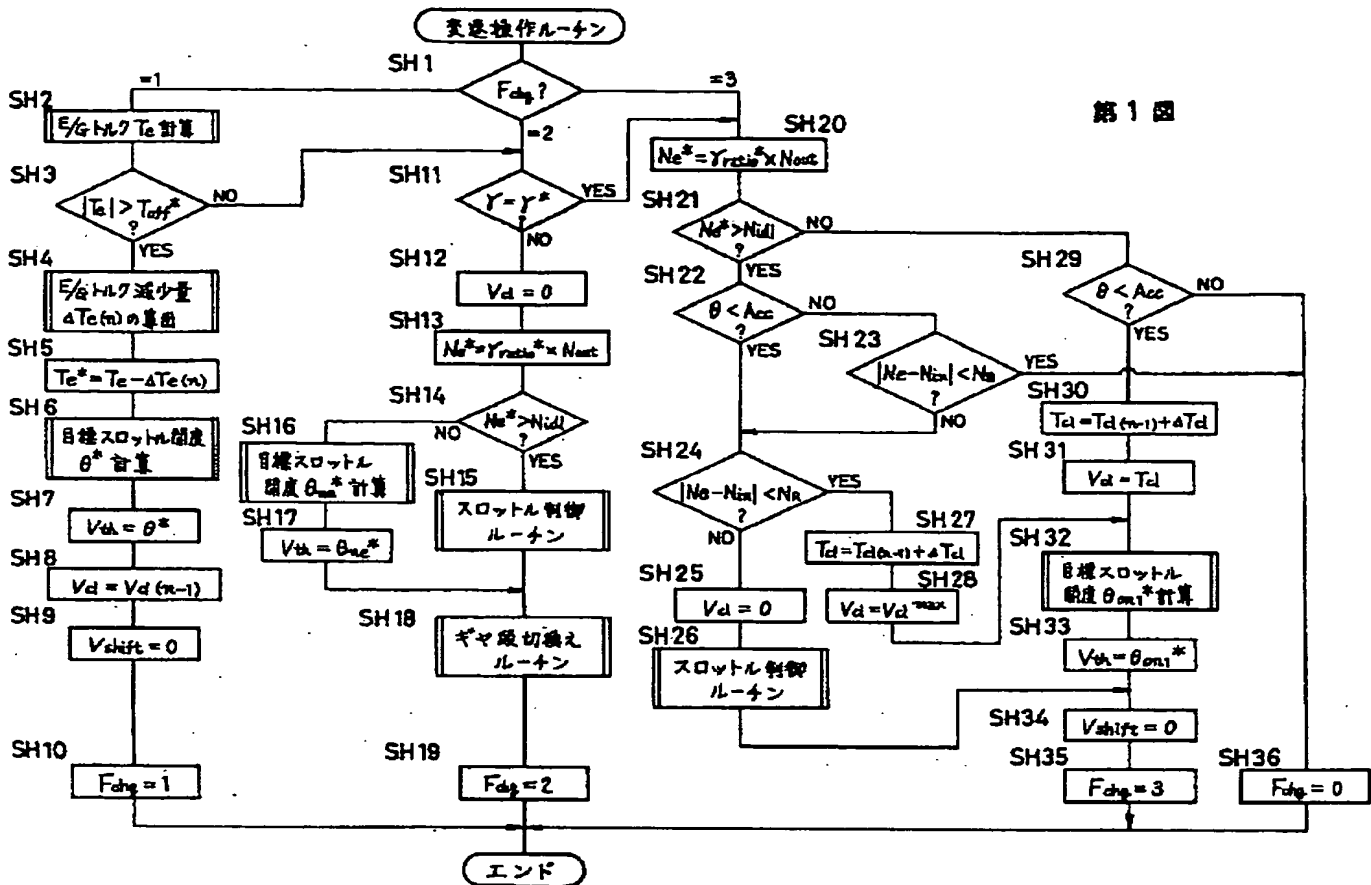 変速操作ルーチン
第1図
SH1
Fchg?
=1
=2
=3
SH2
E/Gトルク Te 計算
SH3
|Te|>Toff*
?
NO
YES
SH4
E/Gトルク減少量
ΔTe(n)の算出
SH5
Te*=Te-ΔTe(n)
SH6
目標スロットル開度
θ* 計算
SH7
Vth=θ*
SH8
Vcl=Vcl(n-1)
SH9
Vshift=0
SH10
Fchg=1
SH11
γ=γ*
?
YES
NO
SH12
Vcl=0
SH13
Ne*=γratio*×Nout
SH14
Ne*>Nidl
?
NO
YES
SH15
スロットル制御
ルーチン
SH16
目標スロットル
開度θne*計算
SH17
Vth=θne*
SH18
ギヤ段切換え
ルーチン
SH19
Fchg=2
SH20
Ne*=γratio*×Nout
SH21
Ne*>Nidl
?
NO
YES
SH22
θ<Acc
?
NO
YES
SH23
|Ne-Nin|<
?
YES
NO
SH24
|Ne-Nin|<NR
?
YES
NO
SH25
Vcl=0
SH26
スロットル制御
ルーチン
SH27
Tcl=Tcl(n-1)+ΔTcl
SH28
Vcl=Vcl max
SH29
θ<Acc
?
NO
YES
SH30
Tcl=Tcl(n-1)+ΔTcl
SH31
Vcl=Tcl
SH32
目標スロットル
開度θon1*計算
SH33
Vth=θon1*
SH34
Vshift=0
SH35
Fchg=3
SH36
Fchg=0
エンド